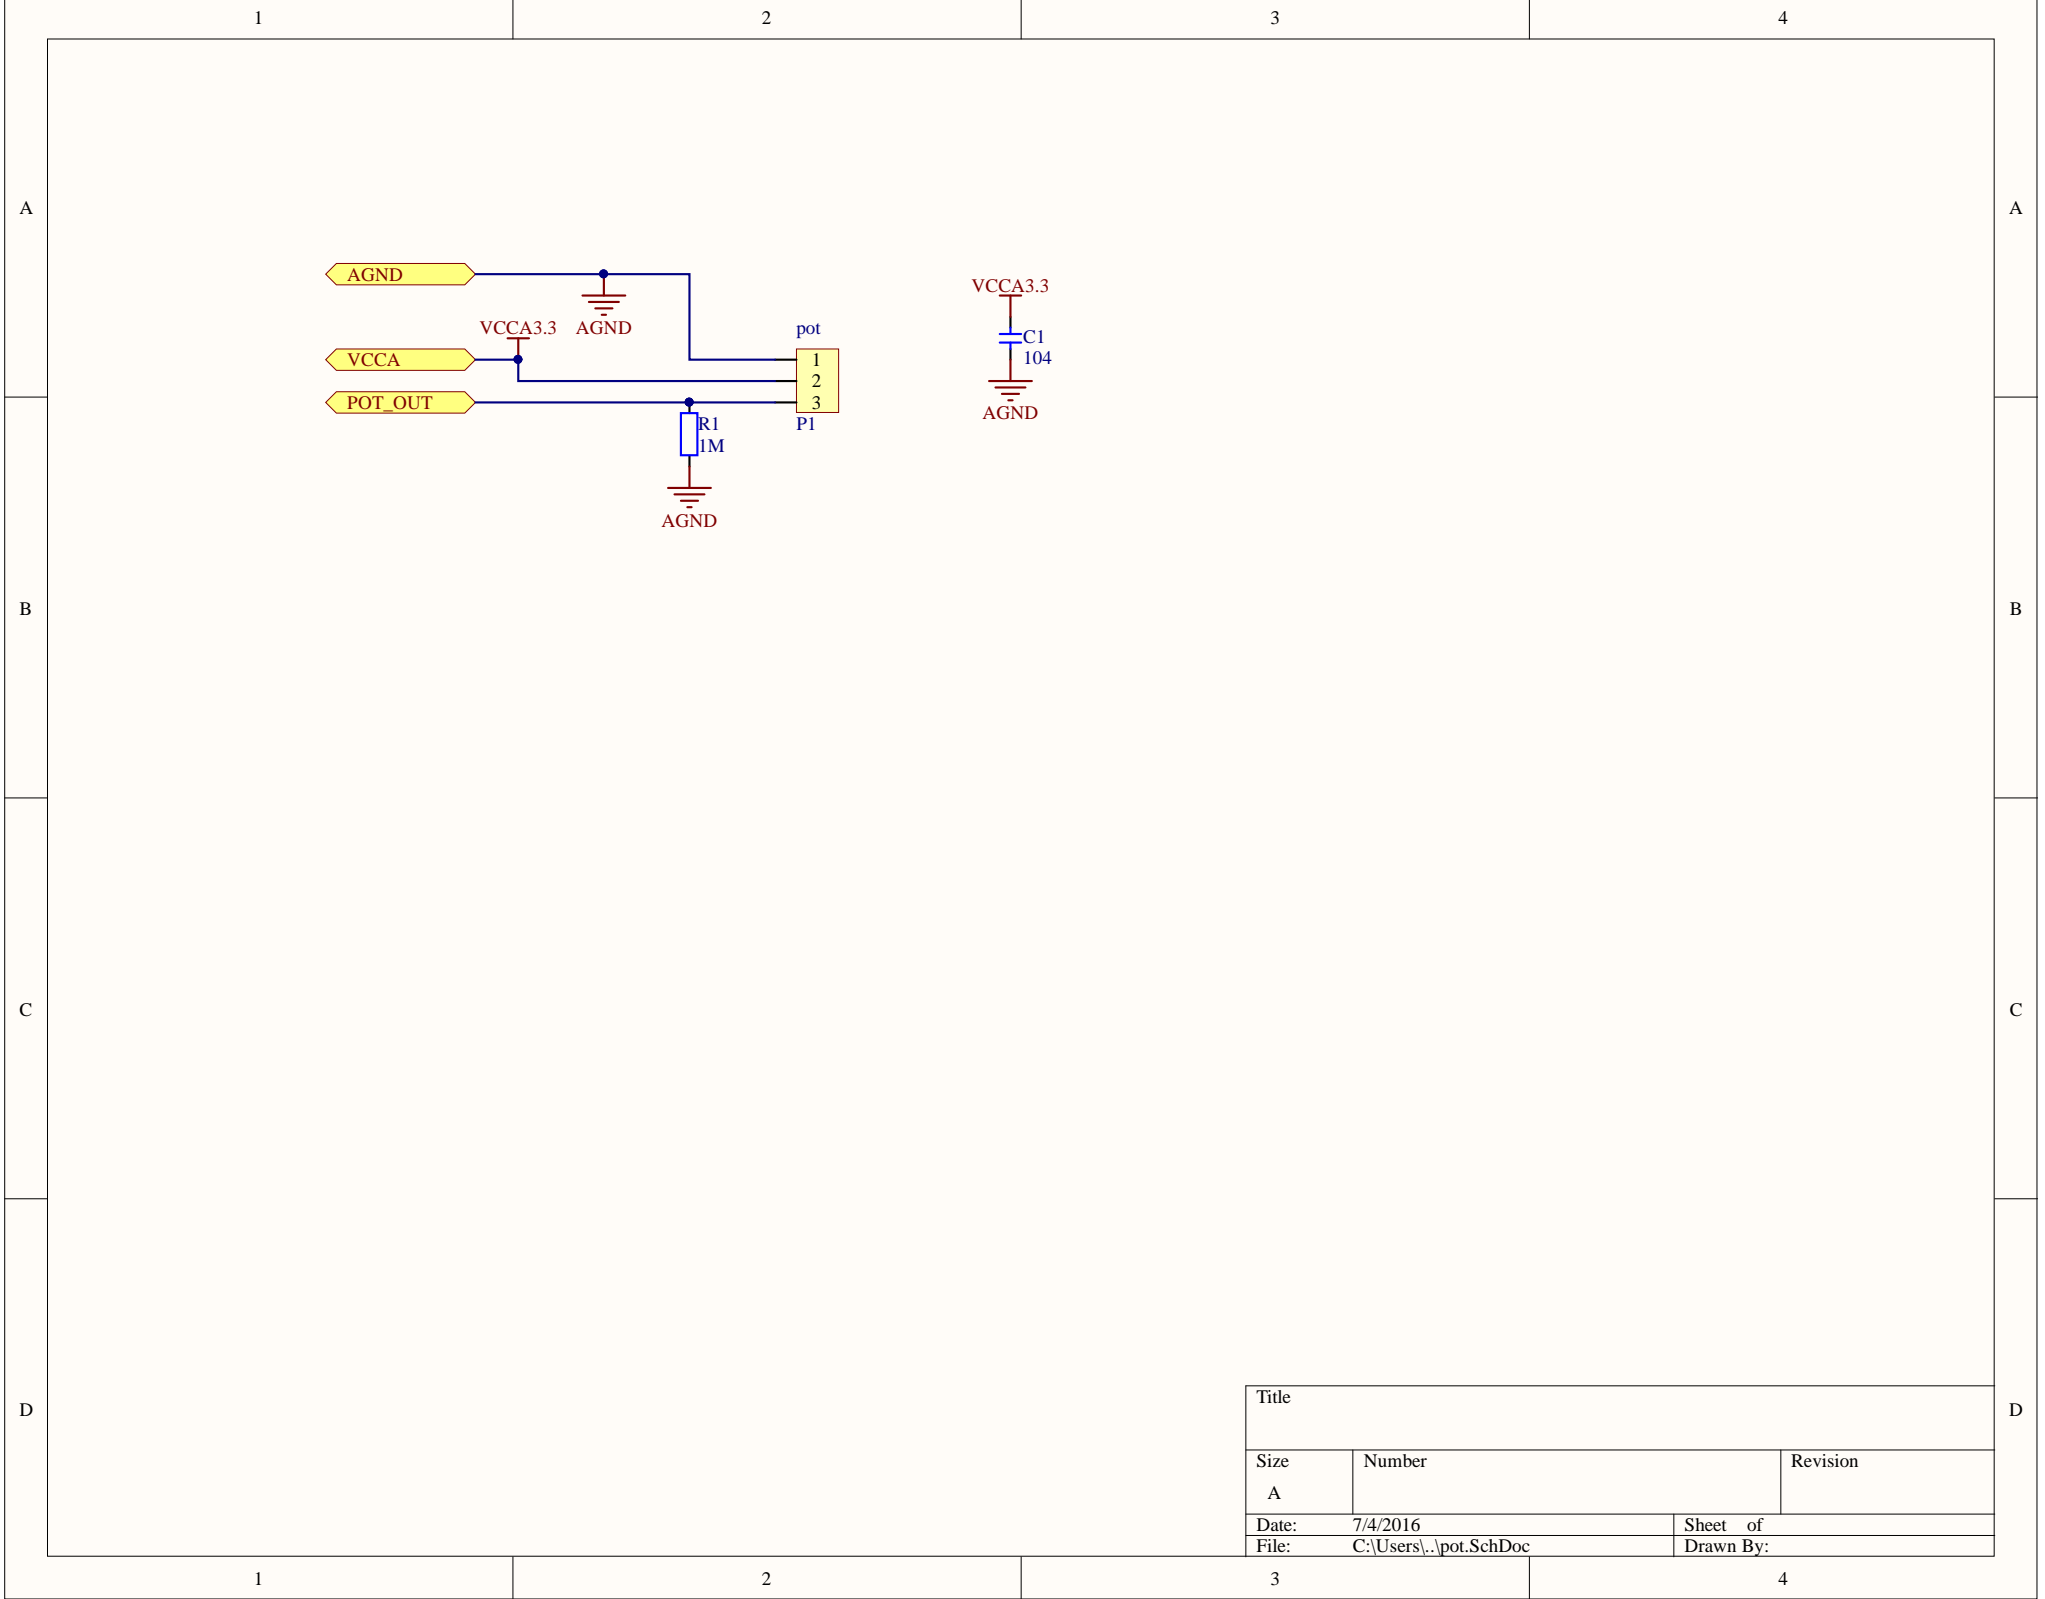 1 2 3 4
A A
AGND
AGND
VCCA3.3
VCCA
POT_OUT
pot
1
2
3
P1
R1
1M
AGND
VCCA3.3
C1
104
AGND
B B
C C
D D
Title
Size Number Revision
A
Date: 7/4/2016 Sheet of
File: C:\Users\..\pot.SchDoc Drawn By:
1 2 3 4